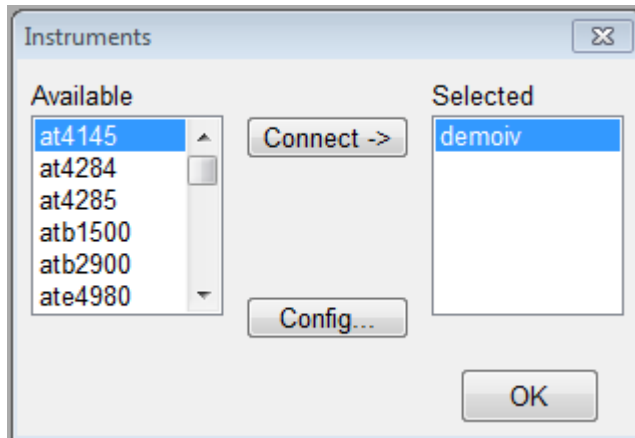 Instruments
Available
Selected
at4145
at4284
at4285
atb1500
atb2900
ate4980
Connect ->
Config...
demoiv
OK